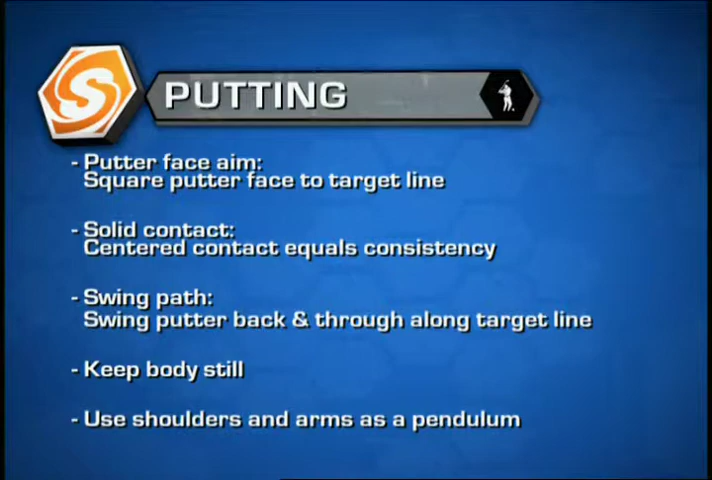 S
PUTTING
- Putter face aim:
Square putter face to target line
- Solid contact:
Centered contact equals consistency
- Swing path:
Swing putter back & through along target line
- Keep body still
- Use shoulders and arms as a pendulum